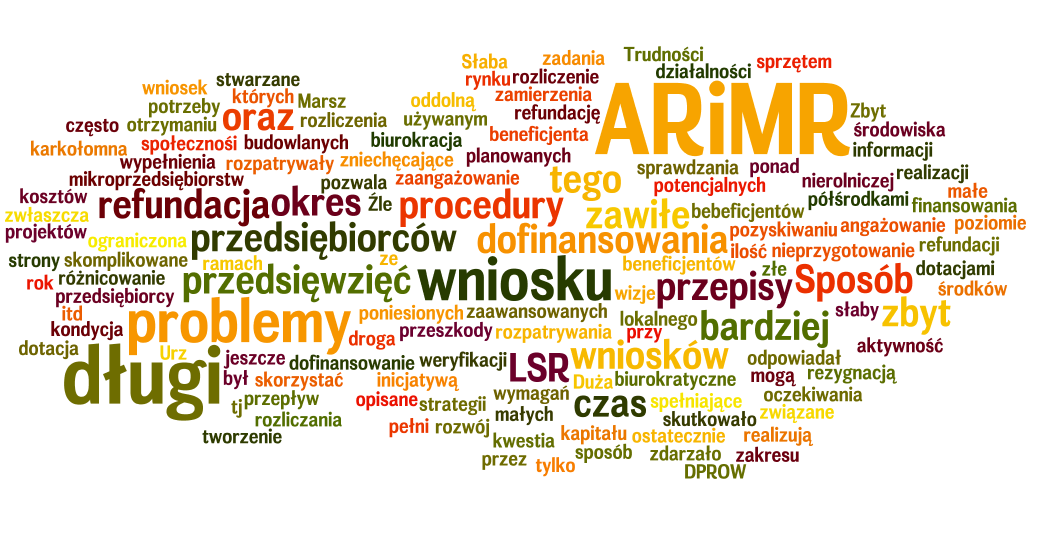 Słaba zadania Trudności
sprzętem
wniosek stwarzane rynku rozliczenie działalności
potrzeby których Marsz oddolną zamierzenia ARiMR Zbyt
często otrzymaniu oraz rozliczenia używanym refundację środowiska
karkołomna społecznośi budowlanych biurokracja beneficjenta informacji
wypełnienia rozpatrywały zniechęcające planowanych sprawdzania ponad realizacji
mikroprzedsiębiorstw pozwala zaangażowanie tego potencjalnych nierolniczej małe
kosztów refundacja okres Źle procedury zawiłe bebeficjentów półśrodkami finansowania
zwłaszcza
projektów ograniczona przedsiębiorców dofinansowania pozyskiwaniu angażowanie poziomie
ilość nieprzygotowanie refundacji
strony skomplikowane ramach ze beneficjentów złe dotacjami
rok różnicowanie przedsięwzięć wniosku wizje przepisy Sposób środków
przedsiębiorcy
itd problemy poniesionych zaawansowanych lokalnego bardziej słaby zbyt
kondycja droga przeszkody rozpatrywania przy
dotacja długi Urz jeszcze dofinansowanie weryfikacji LSR wniosków odpowiadał aktywność
był skorzystać inicjatywą Duża biurokratyczne mogą rezygnacją
tj przepływ opisane strategii wymagań czas spełniające oczekiwania
rozliczania małych skutkowało związane
tworzenie pełni rozwój kwestia kapitału ostatecznie realizują
przez tylko sposób zdarzało zakresu
DPROW